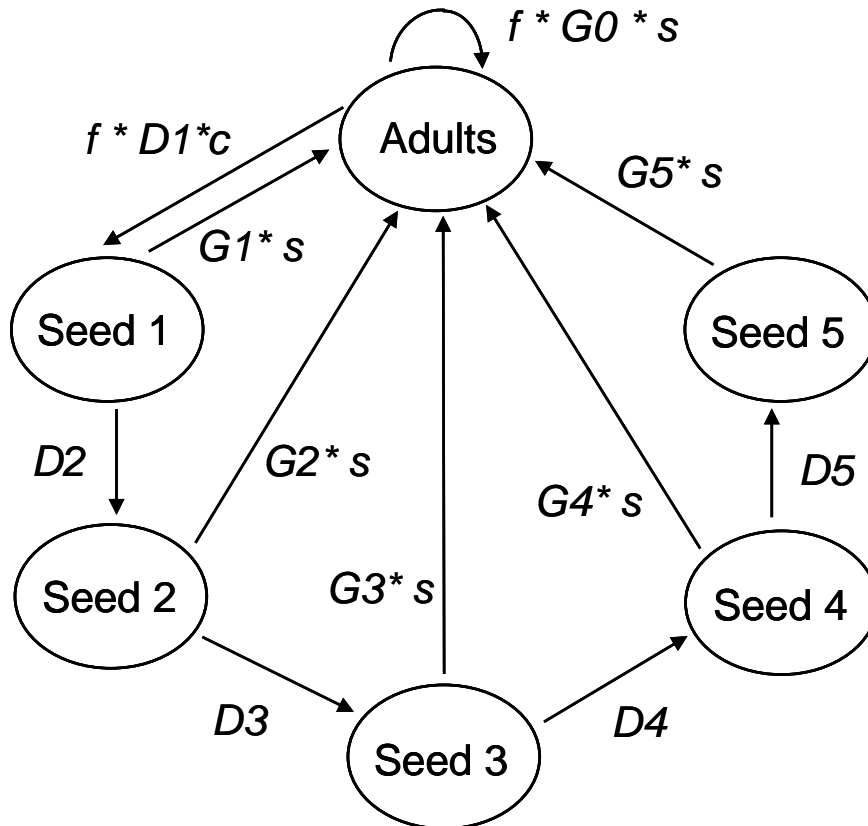 f * G0 * s
Adults
f * D1*c
G5* s
G1* s
Seed 1
Seed 5
D2
G2* s
D5
G4* s
Seed 2
G3* s
Seed 4
D3
D4
Seed 3